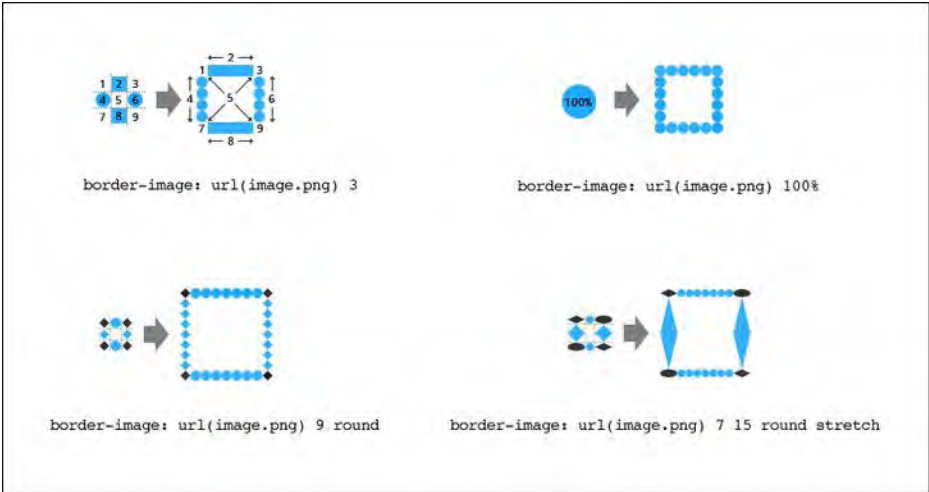 2
1 3
1 2 3
4 5 6
4 5 6
7 8 9
7 9
8
100%
border-image: url(image.png) 3
border-image: url(image.png) 100%
border-image: url(image.png) 9 round
border-image: url(image.png) 7 15 round stretch